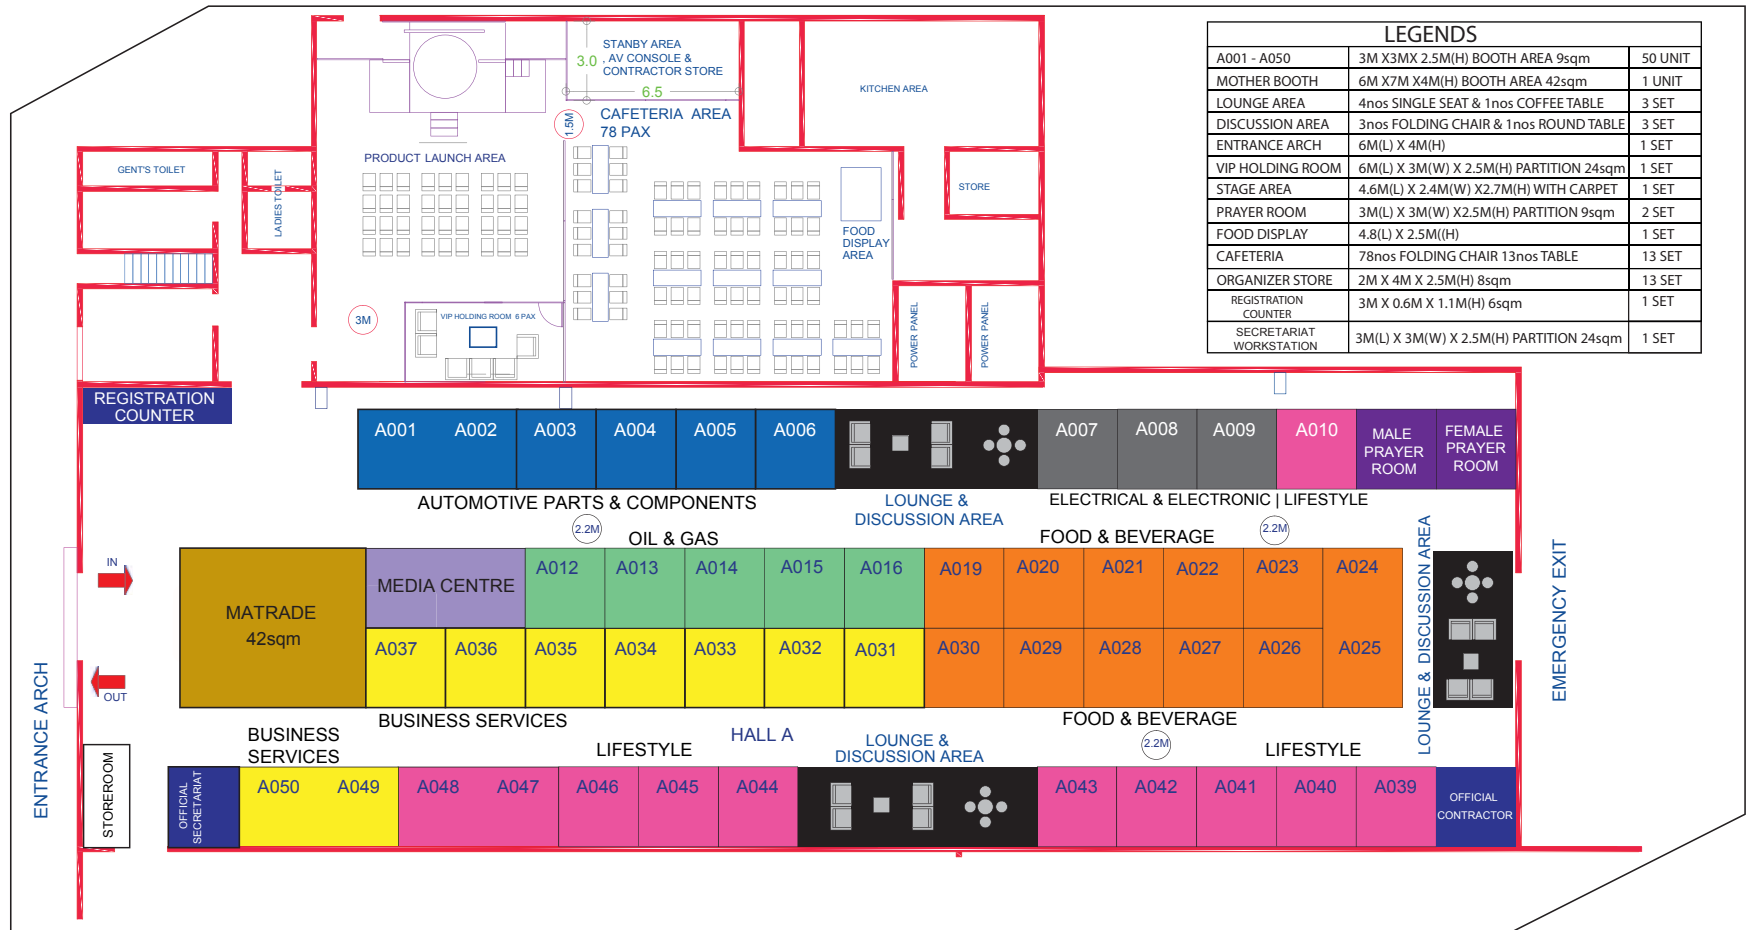 LEGENDS
A001 - A050 3M X3MX 2.5M(H) BOOTH AREA 9sqm 50 UNIT
MOTHER BOOTH 6M X7M X4M(H) BOOTH AREA 42sqm 1 UNIT
LOUNGE AREA 4nos SINGLE SEAT & 1nos COFFEE TABLE 3 SET
DISCUSSION AREA 3nos FOLDING CHAIR & 1nos ROUND TABLE 3 SET
ENTRANCE ARCH 6M(L) X 4M(H) 1 SET
VIP HOLDING ROOM 6M(L) X 3M(W) X 2.5M(H) PARTITION 24sqm 1 SET
STAGE AREA 4.6M(L) X 2.4M(W) X2.7M(H) WITH CARPET 1 SET
PRAYER ROOM 3M(L) X 3M(W) X2.5M(H) PARTITION 9sqm 2 SET
FOOD DISPLAY 4.8(L) X 2.5M((H) 1 SET
CAFETERIA 78nos FOLDING CHAIR 13nos TABLE 13 SET
ORGANIZER STORE 2M X 4M X 2.5M(H) 8sqm 13 SET
REGISTRATION
COUNTER 3M X 0.6M X 1.1M(H) 6sqm 1 SET
SECRETARIAT
WORKSTATION 3M(L) X 3M(W) X 2.5M(H) PARTITION 24sqm 1 SET
STANBY AREA
, AV CONSOLE &
CONTRACTOR STORE
3.0
6.5
CAFETERIA AREA
78 PAX
1.5M
KITCHEN AREA
PRODUCT LAUNCH AREA
GENT'S TOILET
LADIES TOILET
STORE
FOOD
DISPLAY
AREA
3M
VIP HOLDING ROOM 6 PAX
POWER PANEL
POWER PANEL
REGISTRATION
COUNTER
A001 A002 A003 A004 A005 A006
A007 A008 A009 A010
MALE
PRAYER
ROOM
FEMALE
PRAYER
ROOM
AUTOMOTIVE PARTS & COMPONENTS
LOUNGE &
DISCUSSION AREA
ELECTRICAL & ELECTRONIC | LIFESTYLE
2.2M
OIL & GAS
FOOD & BEVERAGE
2.2M
IN
OUT
ENTRANCE ARCH
MATRADE
42sqm
MEDIA CENTRE
A012 A013 A014 A015 A016 A019 A020 A021 A022 A023 A024
A037 A036 A035 A034 A033 A032 A031 A030 A029 A028 A027 A026 A025
LOUNGE & DISCUSSION AREA
EMERGENCY EXIT
BUSINESS SERVICES
FOOD & BEVERAGE
BUSINESS
SERVICES
LIFESTYLE
HALL A
LOUNGE &
DISCUSSION AREA
2.2M
LIFESTYLE
STOREROOM
OFFICIAL
SECRETARIAT
A050 A049 A048 A047 A046 A045 A044
A043 A042 A041 A040 A039
OFFICIAL
CONTRACTOR